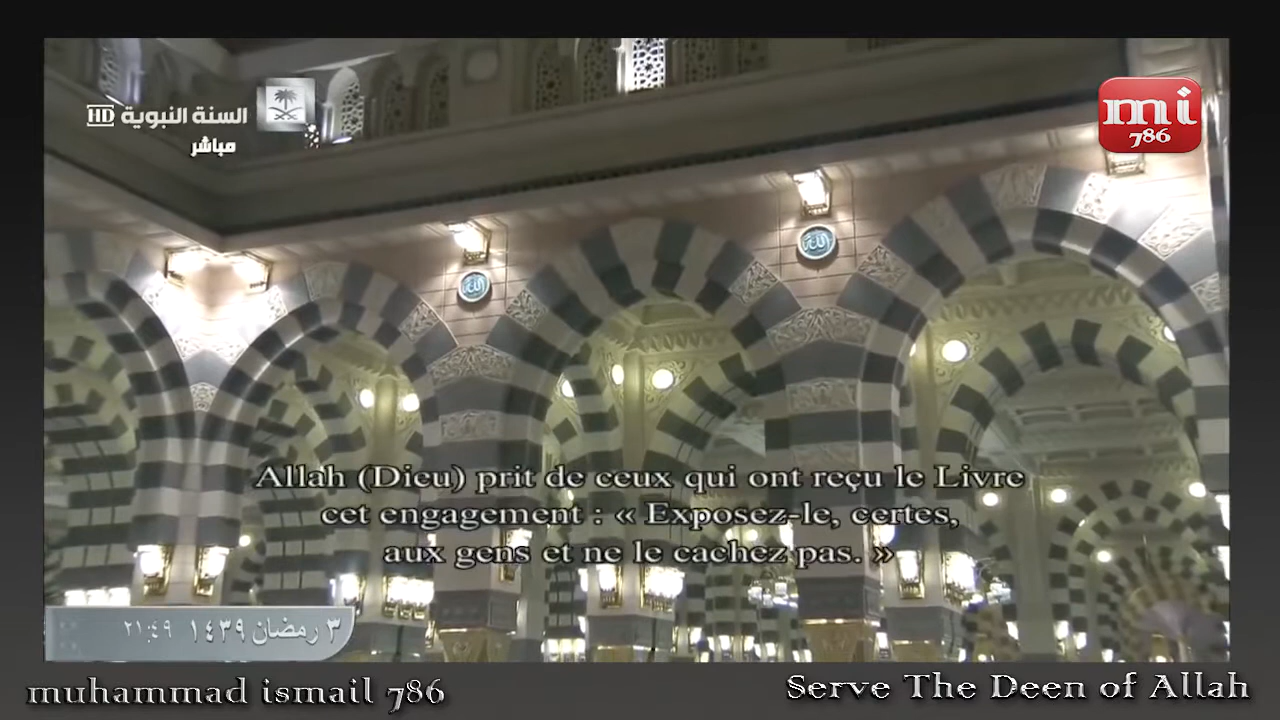 HD السنة النبوية
مباشر
mi
786
الله
الله
Allah (Dieu) prit de ceux qui ont reçu le Livre
cet engagement : « Exposez-le, certes,
aux gens et ne le cachez pas. »
٣ رمضان ١٤٣٩ ٢١:٤٩
muhammad ismail 786
Serve The Deen of Allah